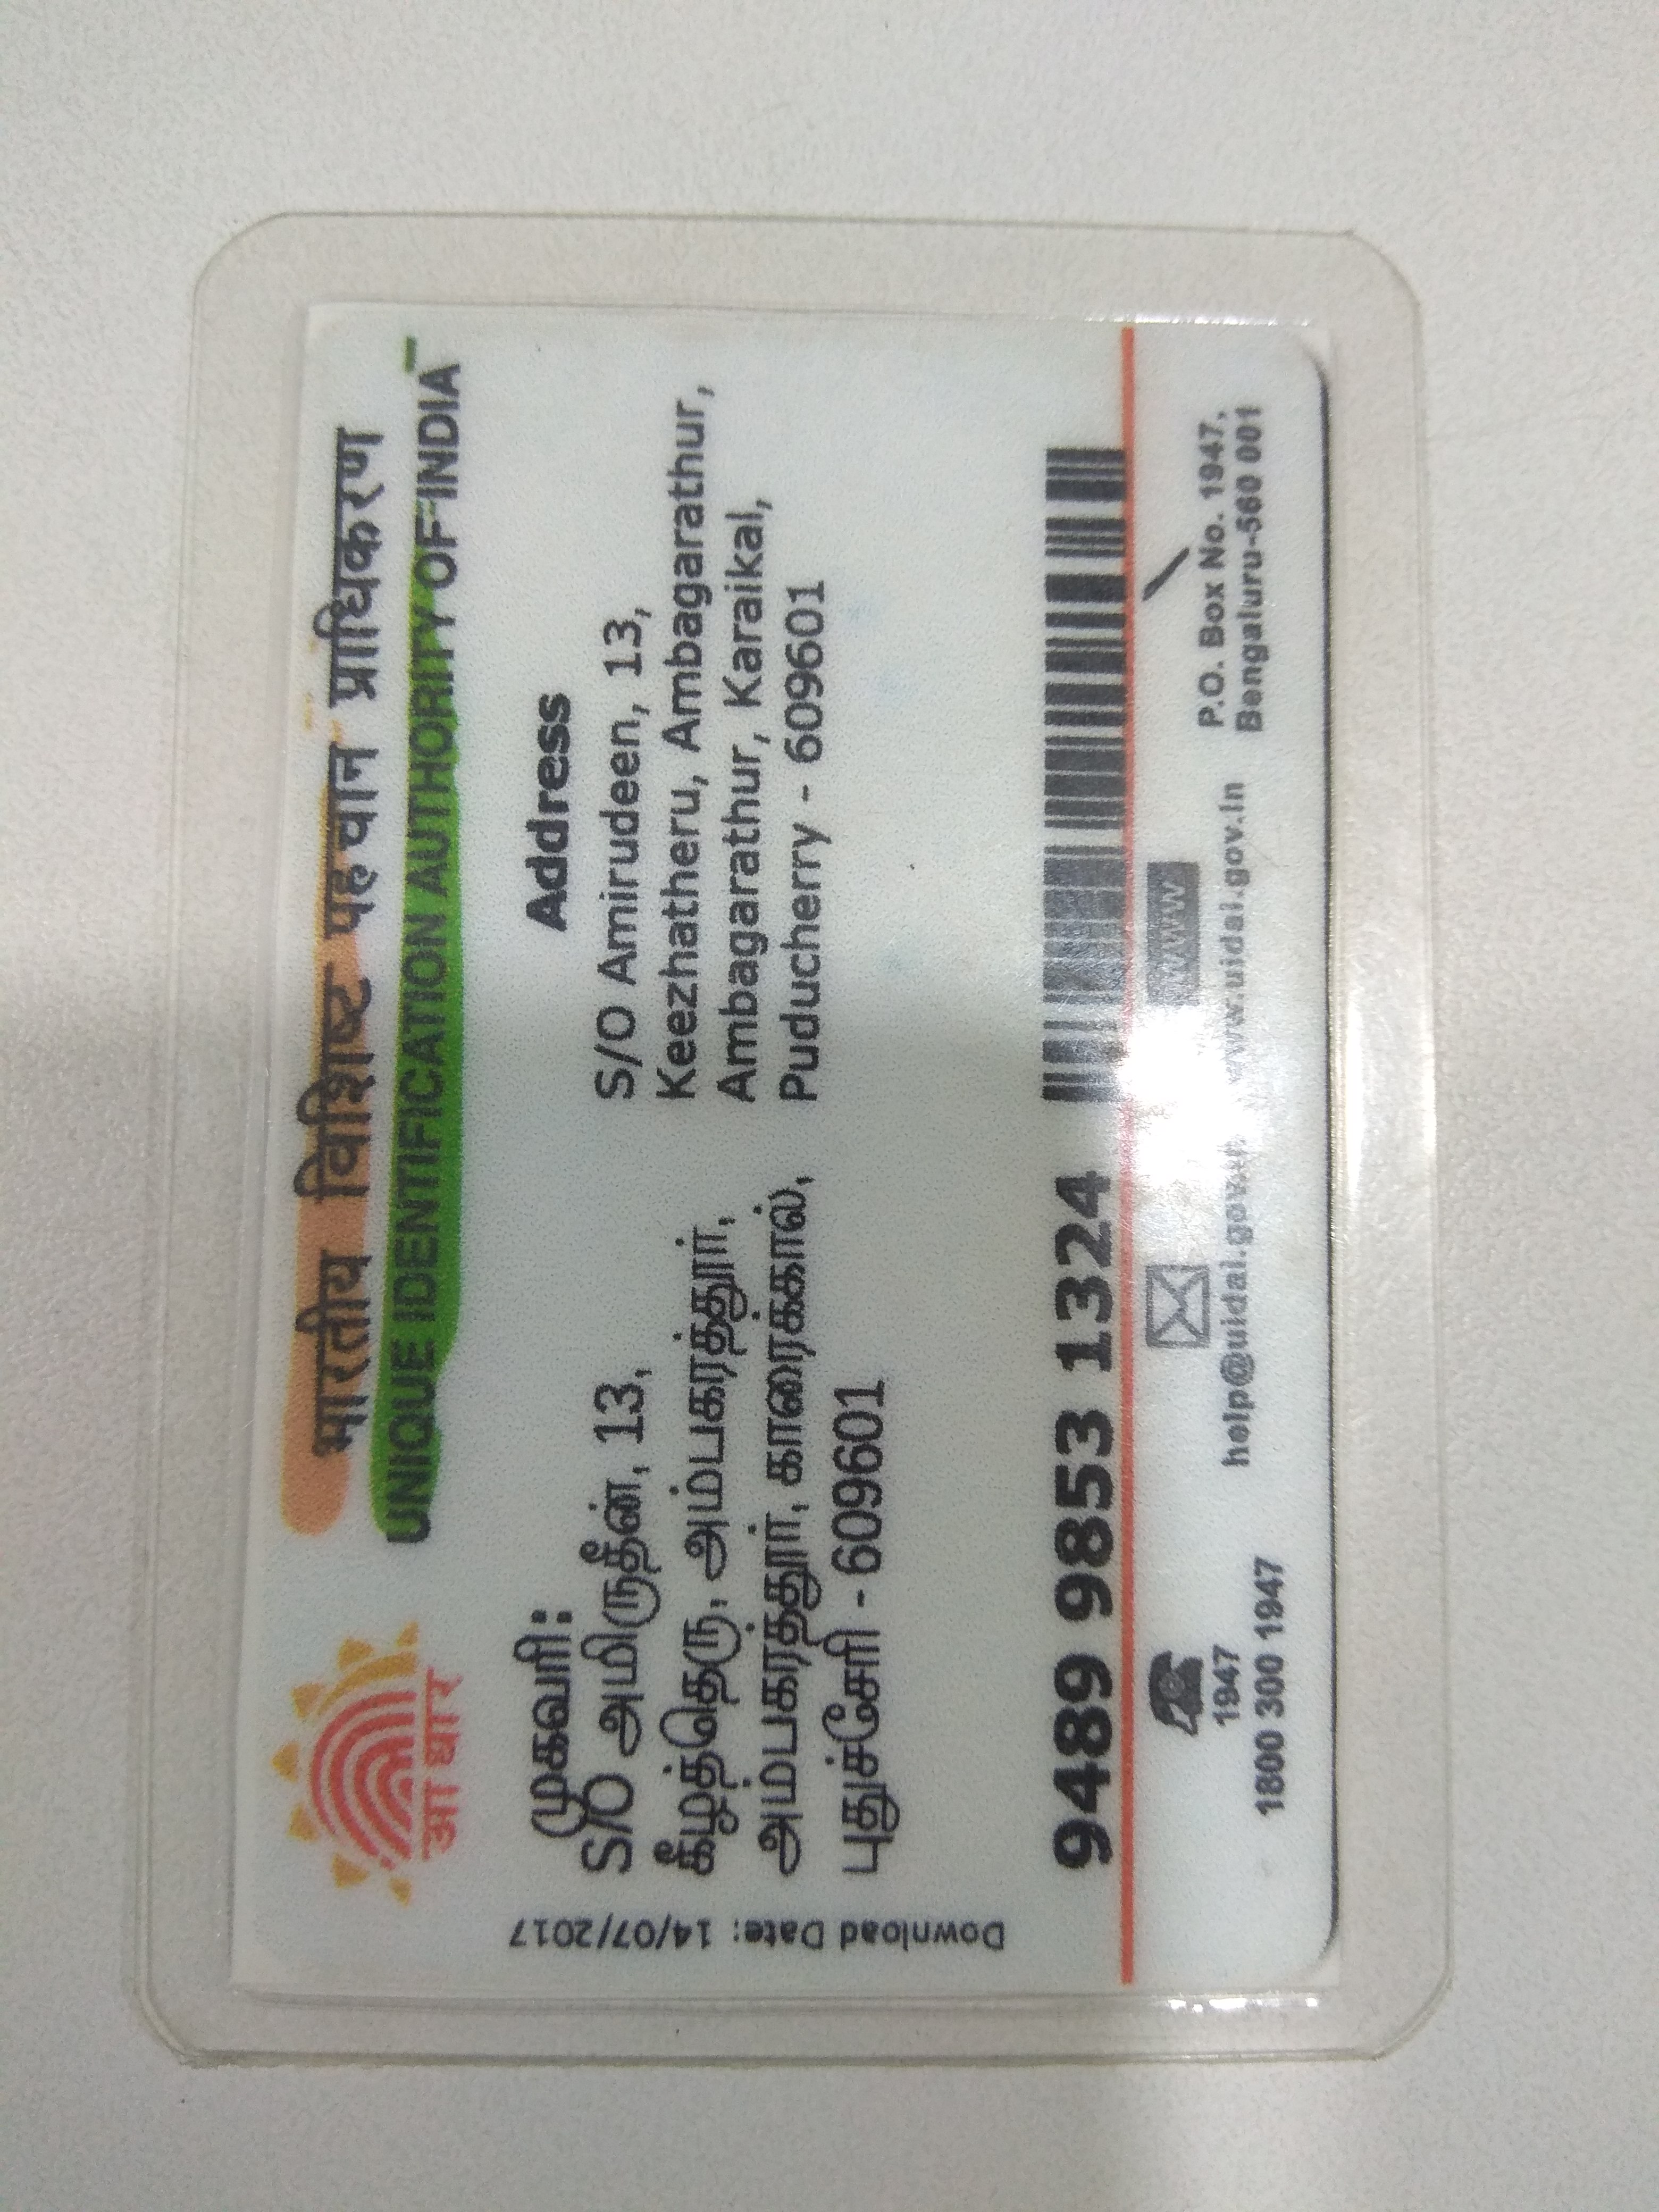 भारतीय विशिष्ट पहचान प्राधिकरण
UNIQUE IDENTIFICATION AUTHORITY OF INDIA
आधार
Download Date: 14/07/2017
முகவரி:
S/O அமிருதீன், 13,
கீழத்தெரு, அம்பகரத்தூர்,
அம்பகரத்தூர், காரைக்கால்,
புதுச்சேரி - 609601
Address
S/O Amirudeen, 13,
Keezhatheru, Ambagarathur,
Ambagarathur, Karaikal,
Puducherry - 609601
9489 9853 1324
1947
1800 300 1947
help@uidai.gov.in
WWW
www.uidai.gov.in
P.O. Box No. 1947,
Bengaluru-560 001